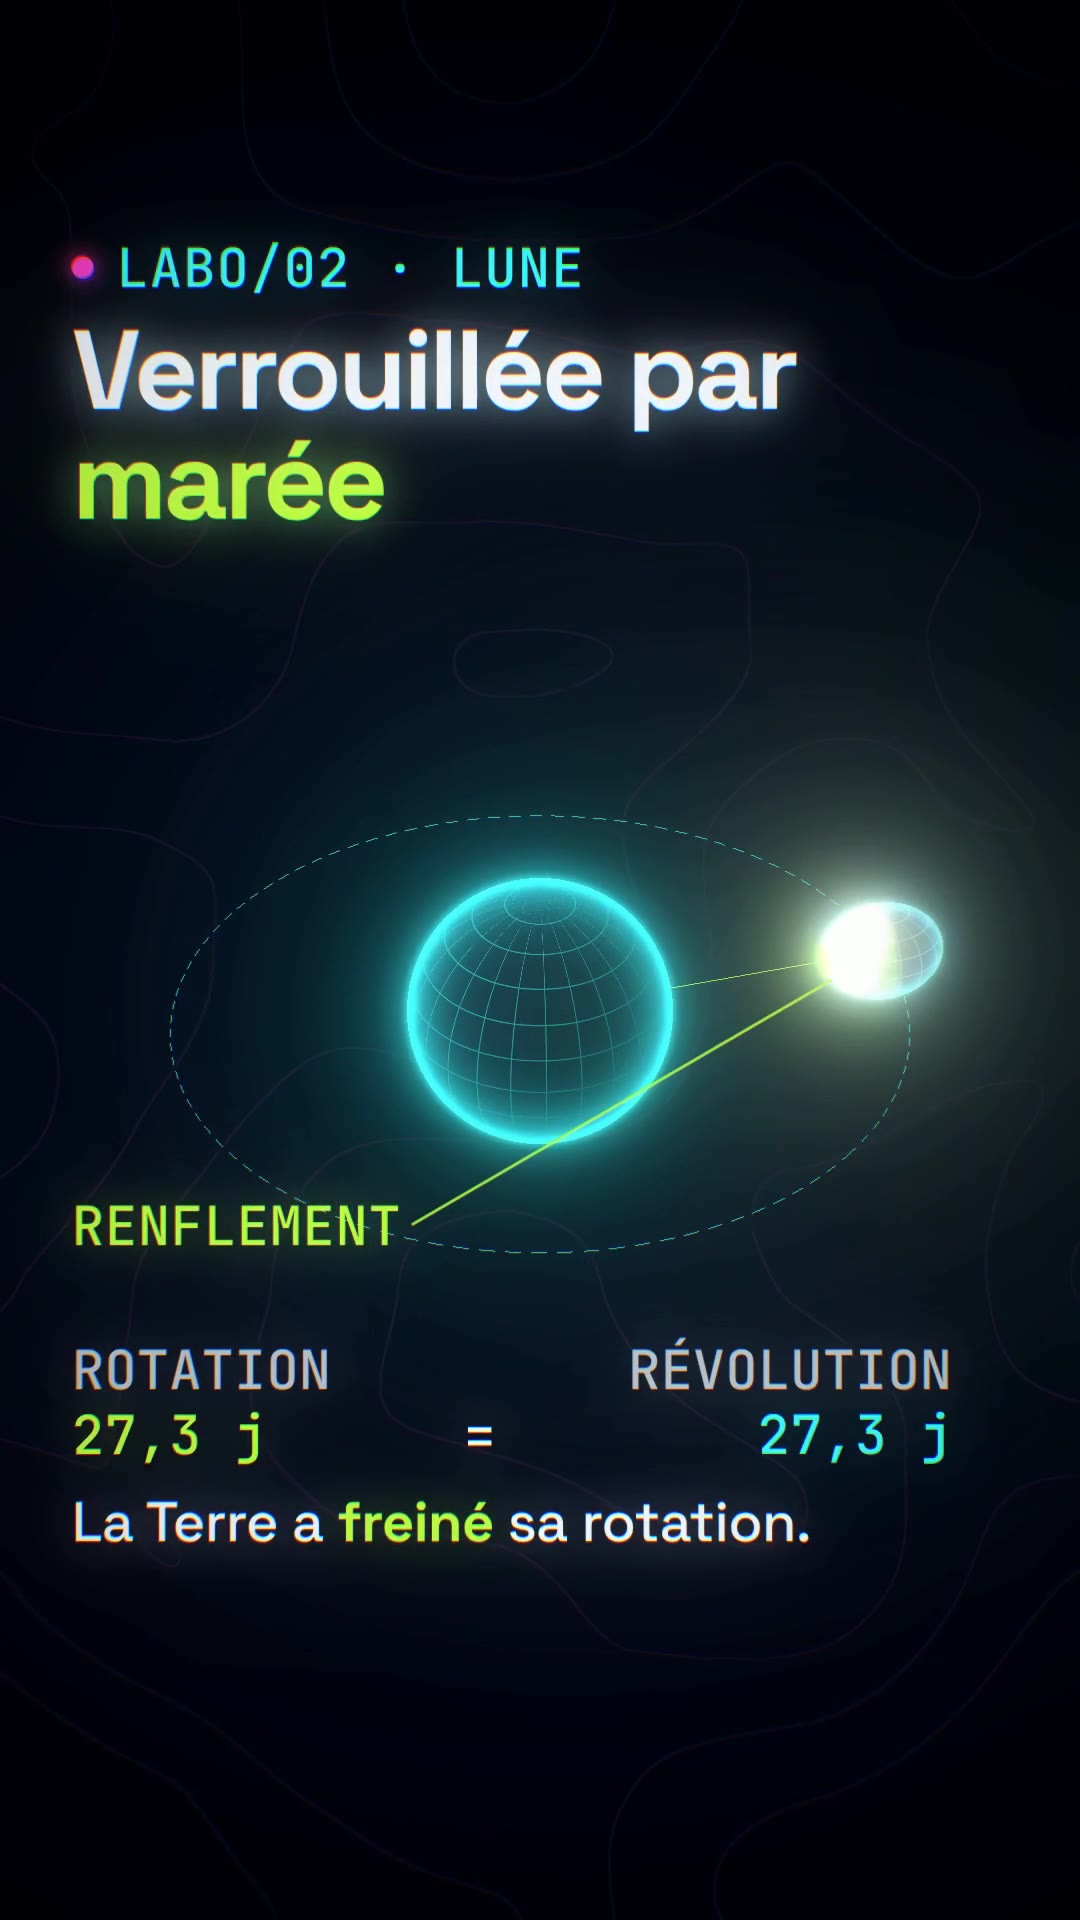 LABO/02 · LUNE
Verrouillée par
marée
RENFLEMENT
ROTATION
27,3 j
=
RÉVOLUTION
27,3 j
La Terre a freiné sa rotation.